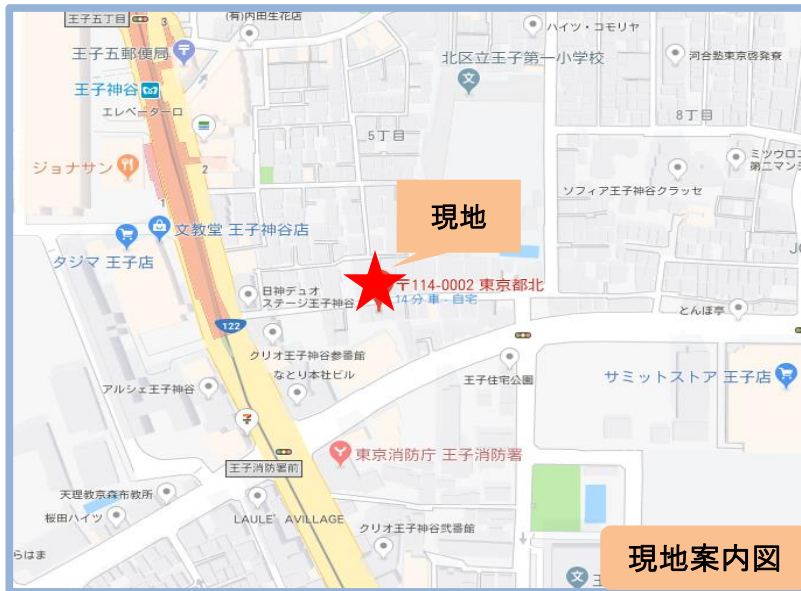 王子五丁目
3
(有)内田生花店
ハイツ・コモリヤ
王子五郵便局
北区立王子第一小学校
河合塾東京啓発寮
王子神谷
エレベーターロ
8丁目
5丁目
ジョナサン
2
ミツウロコ
第二マン
ソフィア王子神谷クラッセ
1
現地
文教堂 王子神谷店
タジマ 王子店
〒114-0002 東京都北
14 分 車 - 自宅
日神デュオ
ステージ王子神谷
とんぼ亭
122
クリオ王子神谷参番館
なとり本社ビル
アルシェ王子神谷
王子住宅公園
サミットストア 王子店
東京消防庁 王子消防署
王子消防署前
天理教京森布教所
桜田ハイツ
LAULE' AVILLAGE
クリオ王子神谷弐番館
らはま
現地案内図